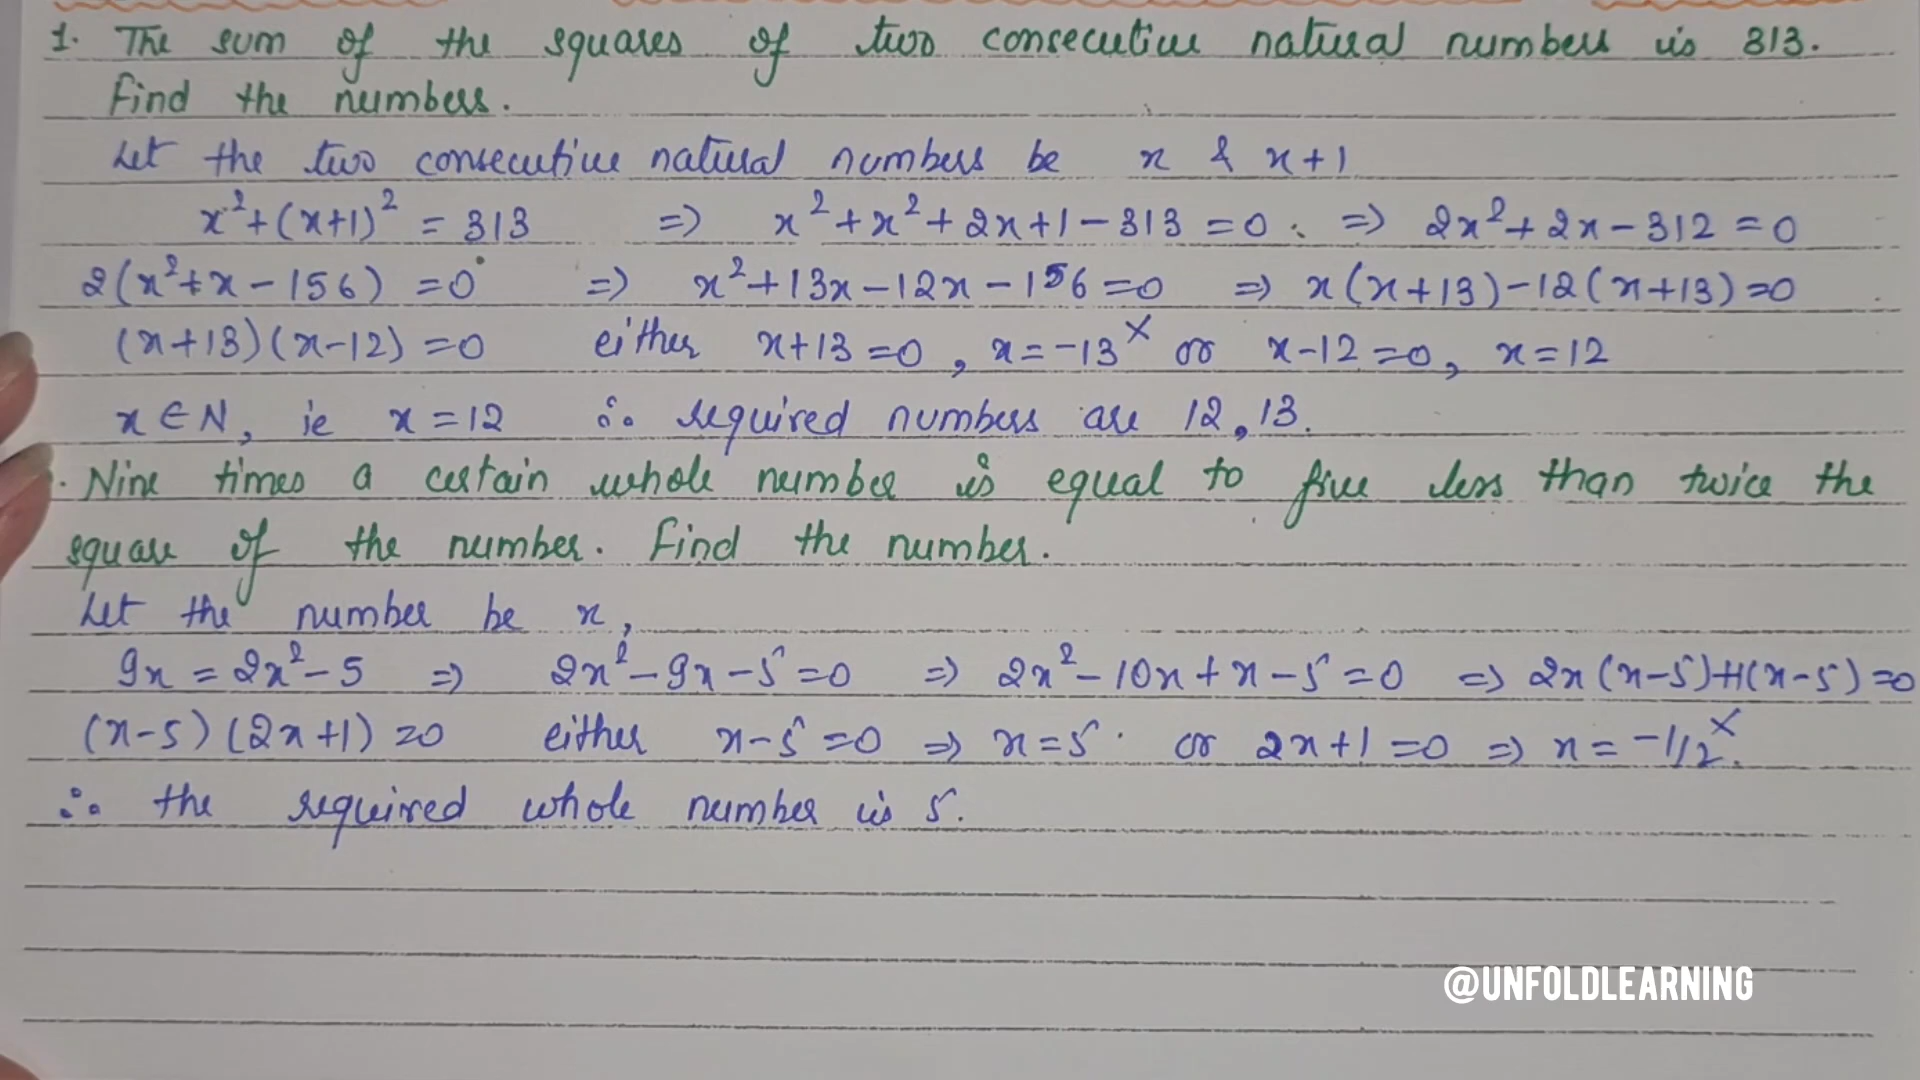 1. The sum of the squares of two consecutive natural numbers is 313.
Find the numbers.
Let the two consecutive natural numbers be x & x+1
x²+(x+1)² = 313 => x²+x²+2x+1-313=0. => 2x²+2x-312=0
2(x²+x-156)=0 => x²+13x-12x-156=0 => x(x+13)-12(x+13)=0
(x+13)(x-12)=0 either x+13=0, x=-13× or x-12=0, x=12
x∈N, ie x=12 ∴ required numbers are 12,13.
. Nine times a certain whole number is equal to five less than twice the
square of the number. Find the number.
Let the number be x,
9x=2x²-5 => 2x²-9x-5=0 => 2x²-10x+x-5=0 => 2x(x-5)+1(x-5)=0
(x-5)(2x+1)=0 either x-5=0 => x=5. or 2x+1=0 => x=-1/2×.
∴ the required whole number is 5.
@UNFOLDLEARNING